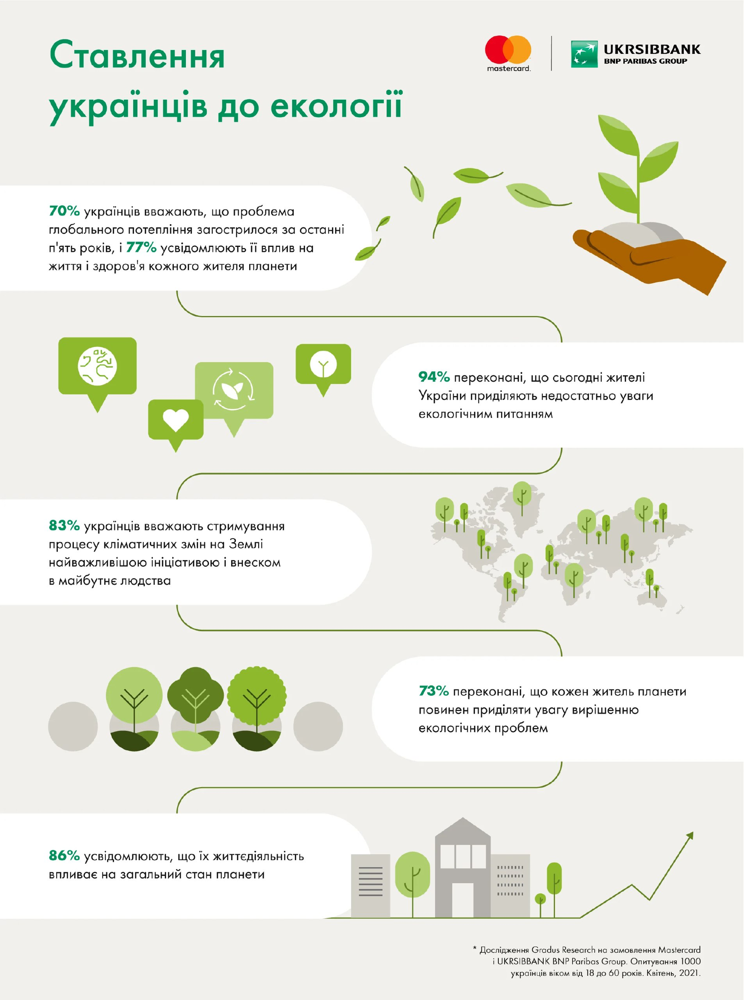 Ставлення
українців до екології
mastercard.
UKRSIBBANK
BNP PARIBAS GROUP
70% українців вважають, що проблема
глобального потепління загострилося за останні
п'ять років, і 77% усвідомлюють її вплив на
життя і здоров'я кожного жителя планети
94% переконані, що сьогодні жителі
України приділяють недостатньо уваги
екологічним питанням
83% українців вважають стримування
процесу кліматичних змін на Землі
найважливішою ініціативою і внеском
в майбутнє людства
73% переконані, що кожен житель планети
повинен приділяти увагу вирішенню
екологічних проблем
86% усвідомлюють, що їх життєдіяльність
впливає на загальний стан планети
* Дослідження Gradus Research на замовлення Mastercard
і UKRSIBBANK BNP Paribas Group. Опитування 1000
українців віком від 18 до 60 років. Квітень, 2021.